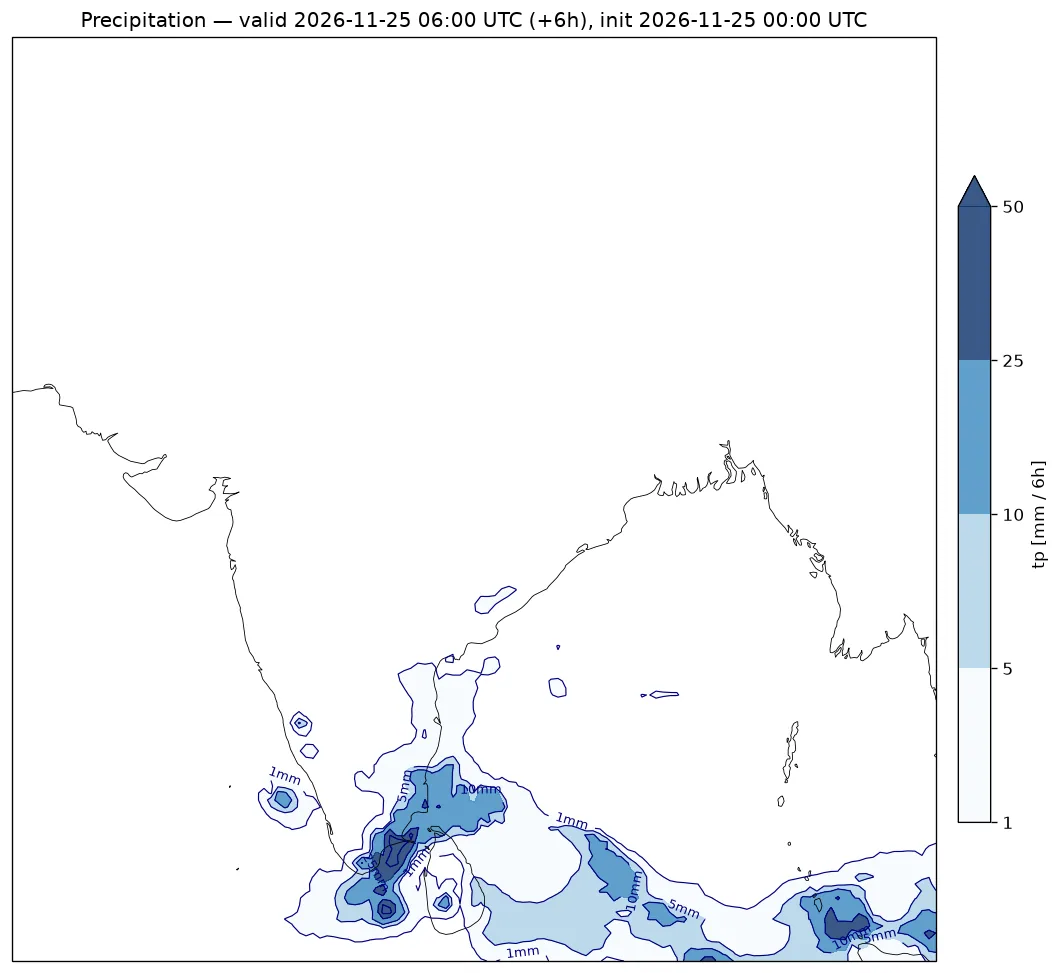 Precipitation — valid 2026-11-25 06:00 UTC (+6h), init 2026-11-25 00:00 UTC
50
25
10
5
1
tp [mm / 6h]
1mm
5mm
10mm
1mm
1mm
10mm
5mm
10mm
5mm
1mm